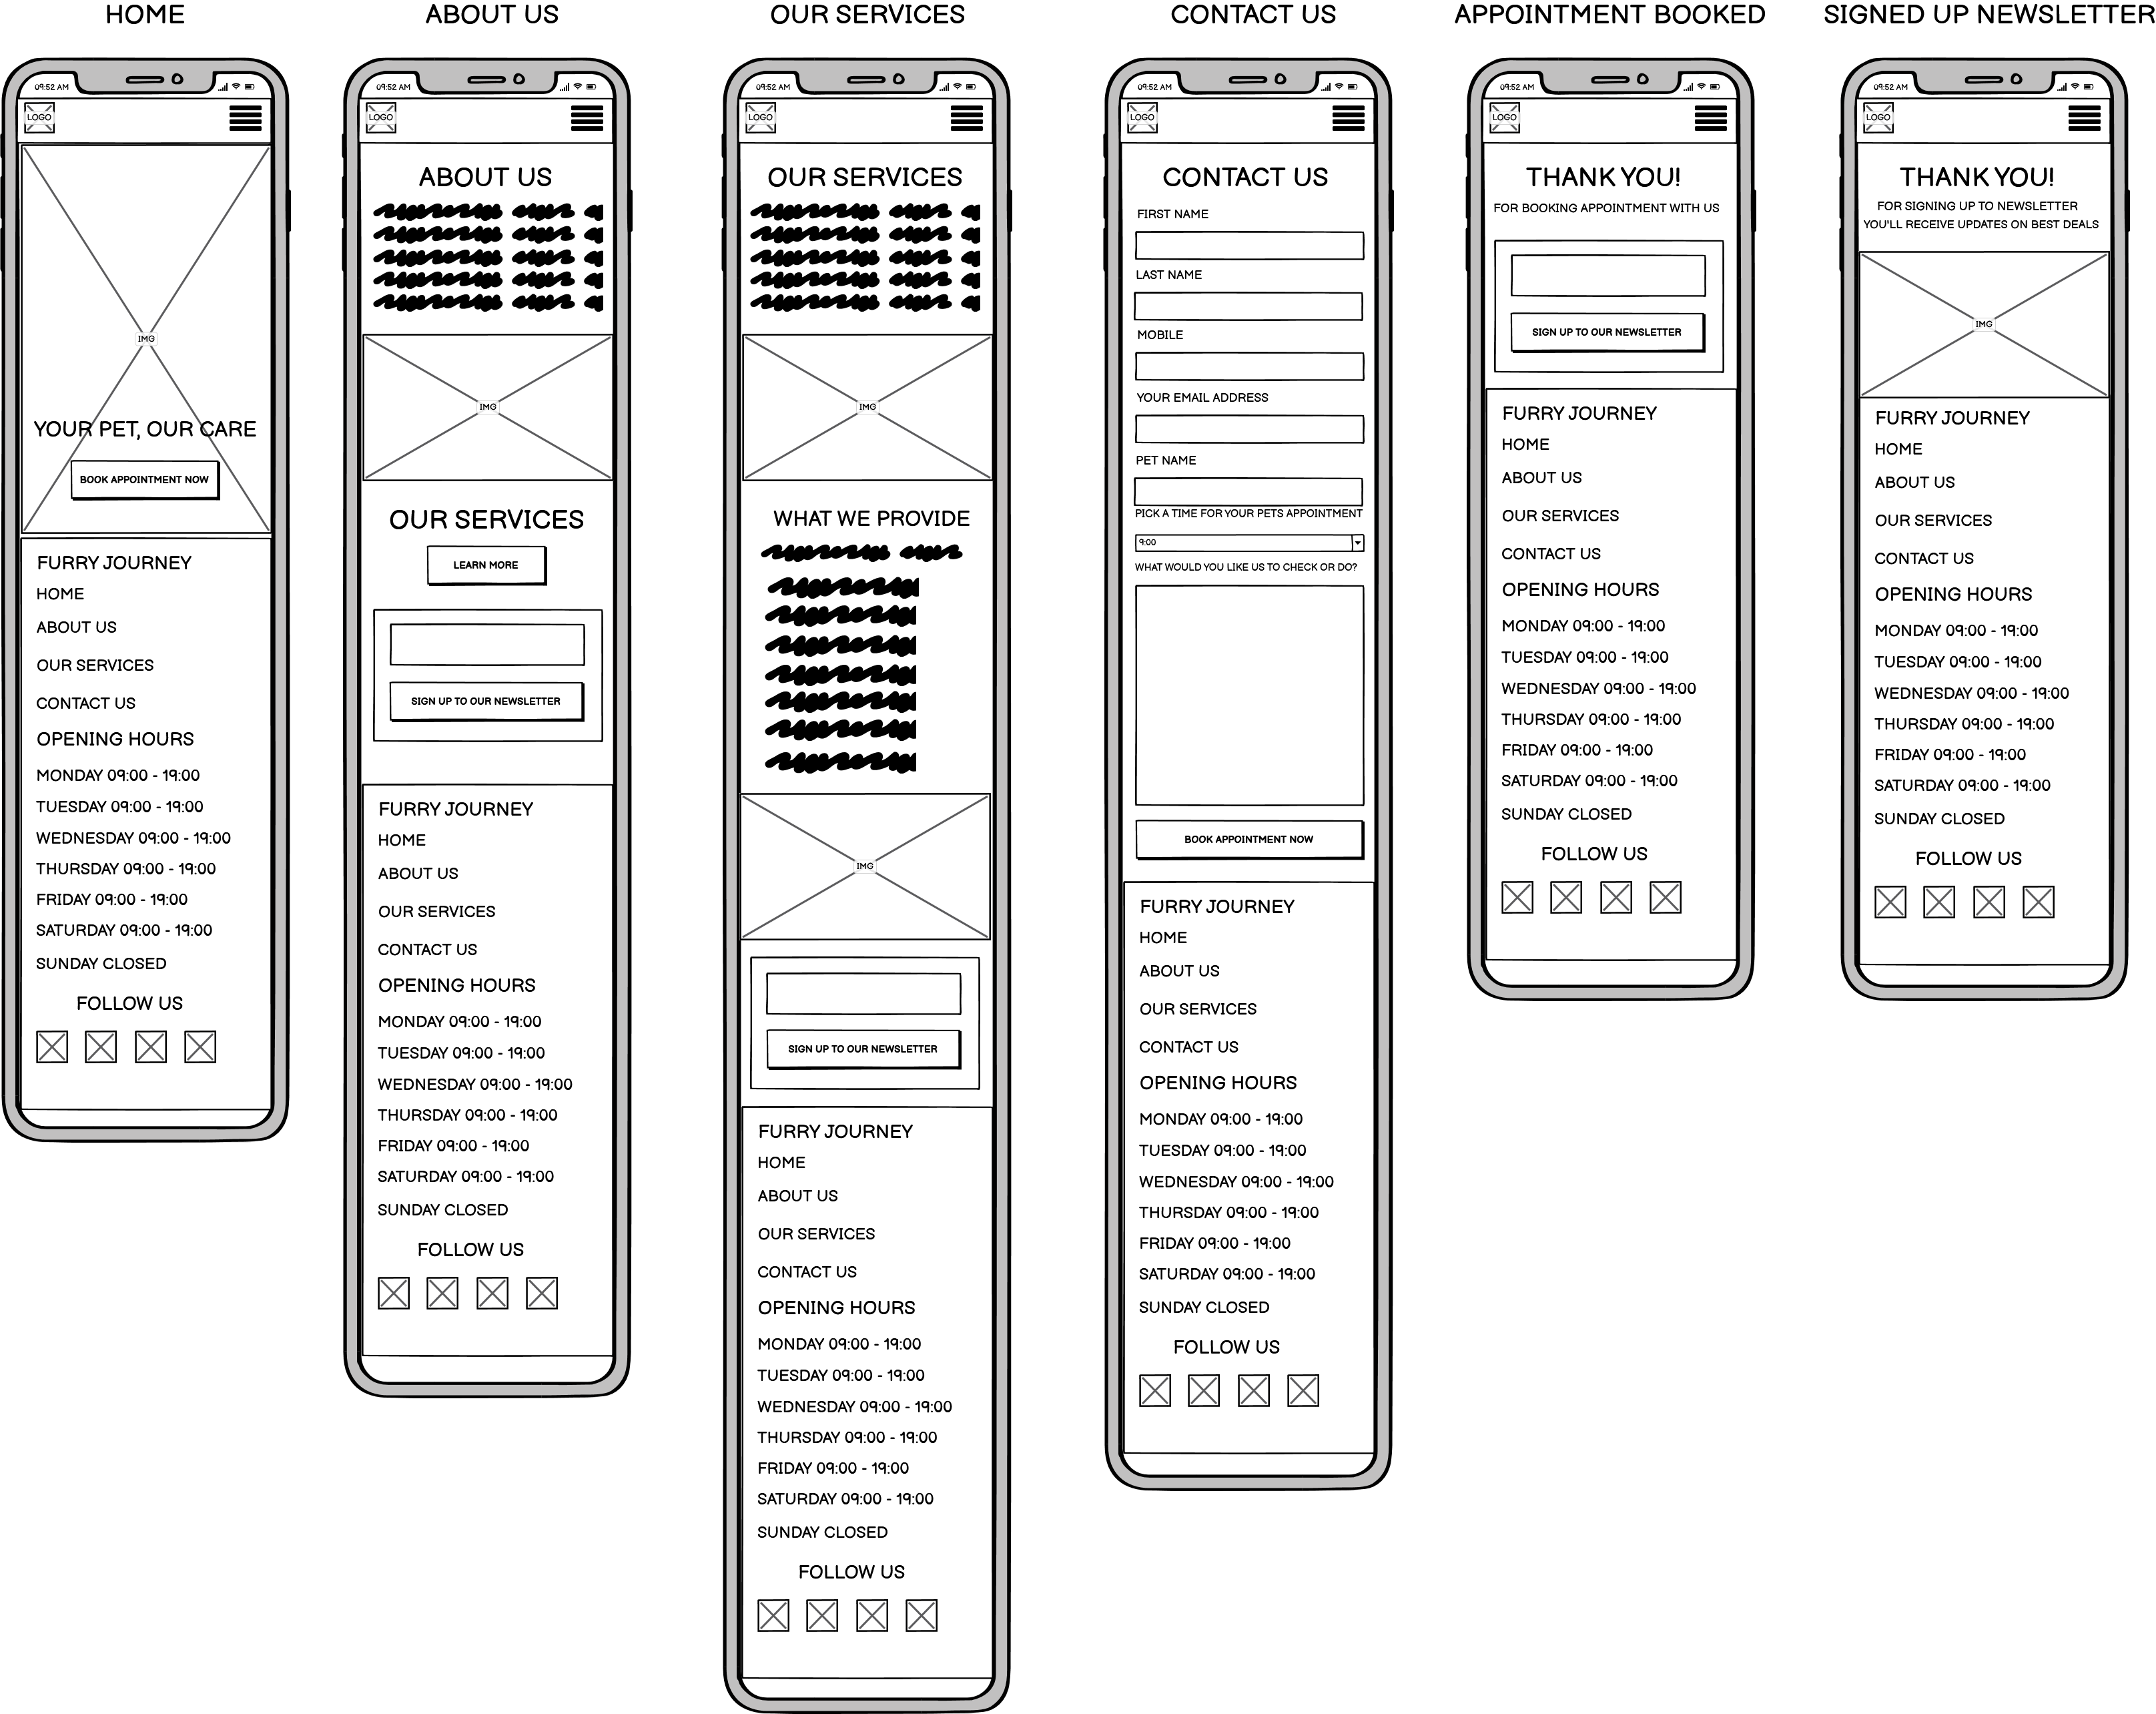 HOME
09:52 AM
LOGO
IMG
YOUR PET, OUR CARE
BOOK APPOINTMENT NOW
FURRY JOURNEY
HOME
ABOUT US
OUR SERVICES
CONTACT US
OPENING HOURS
MONDAY 09:00 - 19:00
TUESDAY 09:00 - 19:00
WEDNESDAY 09:00 - 19:00
THURSDAY 09:00 - 19:00
FRIDAY 09:00 - 19:00
SATURDAY 09:00 - 19:00
SUNDAY CLOSED
FOLLOW US
ABOUT US
09:52 AM
LOGO
ABOUT US
IMG
OUR SERVICES
LEARN MORE
SIGN UP TO OUR NEWSLETTER
FURRY JOURNEY
HOME
ABOUT US
OUR SERVICES
CONTACT US
OPENING HOURS
MONDAY 09:00 - 19:00
TUESDAY 09:00 - 19:00
WEDNESDAY 09:00 - 19:00
THURSDAY 09:00 - 19:00
FRIDAY 09:00 - 19:00
SATURDAY 09:00 - 19:00
SUNDAY CLOSED
FOLLOW US
OUR SERVICES
09:52 AM
LOGO
OUR SERVICES
IMG
WHAT WE PROVIDE
IMG
SIGN UP TO OUR NEWSLETTER
FURRY JOURNEY
HOME
ABOUT US
OUR SERVICES
CONTACT US
OPENING HOURS
MONDAY 09:00 - 19:00
TUESDAY 09:00 - 19:00
WEDNESDAY 09:00 - 19:00
THURSDAY 09:00 - 19:00
FRIDAY 09:00 - 19:00
SATURDAY 09:00 - 19:00
SUNDAY CLOSED
FOLLOW US
CONTACT US
09:52 AM
LOGO
CONTACT US
FIRST NAME
LAST NAME
MOBILE
YOUR EMAIL ADDRESS
PET NAME
PICK A TIME FOR YOUR PETS APPOINTMENT
9:00
WHAT WOULD YOU LIKE US TO CHECK OR DO?
BOOK APPOINTMENT NOW
FURRY JOURNEY
HOME
ABOUT US
OUR SERVICES
CONTACT US
OPENING HOURS
MONDAY 09:00 - 19:00
TUESDAY 09:00 - 19:00
WEDNESDAY 09:00 - 19:00
THURSDAY 09:00 - 19:00
FRIDAY 09:00 - 19:00
SATURDAY 09:00 - 19:00
SUNDAY CLOSED
FOLLOW US
APPOINTMENT BOOKED
09:52 AM
LOGO
THANK YOU!
FOR BOOKING APPOINTMENT WITH US
SIGN UP TO OUR NEWSLETTER
FURRY JOURNEY
HOME
ABOUT US
OUR SERVICES
CONTACT US
OPENING HOURS
MONDAY 09:00 - 19:00
TUESDAY 09:00 - 19:00
WEDNESDAY 09:00 - 19:00
THURSDAY 09:00 - 19:00
FRIDAY 09:00 - 19:00
SATURDAY 09:00 - 19:00
SUNDAY CLOSED
FOLLOW US
SIGNED UP NEWSLETTER
09:52 AM
LOGO
THANK YOU!
FOR SIGNING UP TO NEWSLETTER
YOU'LL RECEIVE UPDATES ON BEST DEALS
IMG
FURRY JOURNEY
HOME
ABOUT US
OUR SERVICES
CONTACT US
OPENING HOURS
MONDAY 09:00 - 19:00
TUESDAY 09:00 - 19:00
WEDNESDAY 09:00 - 19:00
THURSDAY 09:00 - 19:00
FRIDAY 09:00 - 19:00
SATURDAY 09:00 - 19:00
SUNDAY CLOSED
FOLLOW US